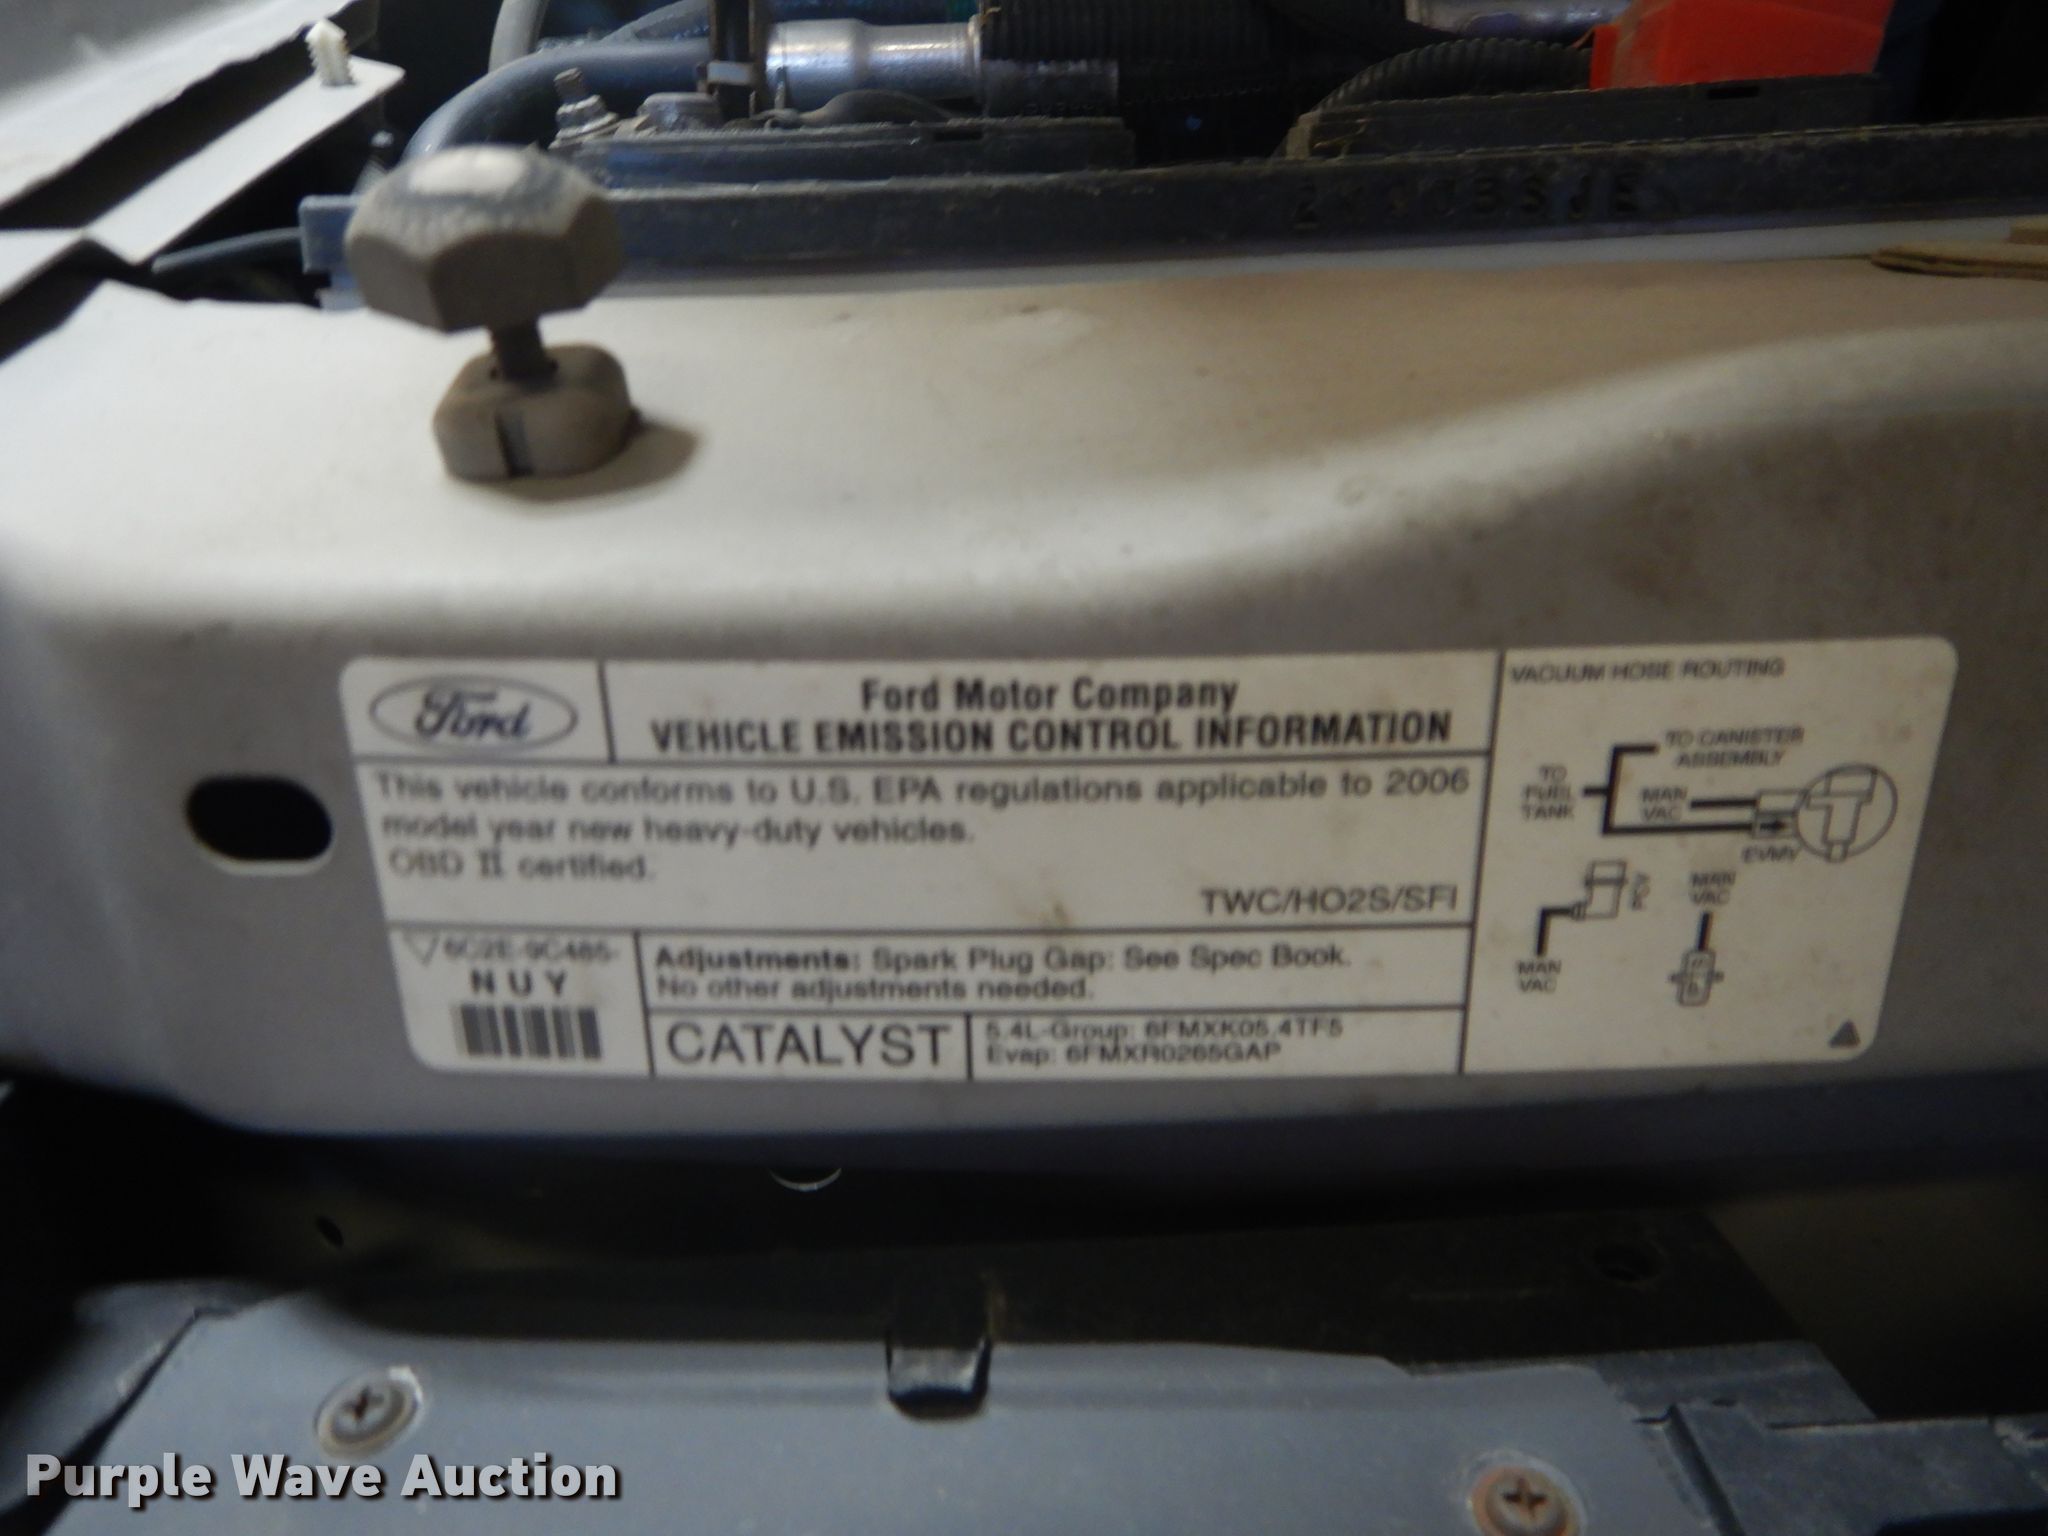 Ford
Ford Motor Company
VEHICLE EMISSION CONTROL INFORMATION
This vehicle conforms to U.S. EPA regulations applicable to 2006
model year new heavy-duty vehicles.
OBD II certified.
TWC/HO2S/SFI
6C2E-9C485-
NUY
Adjustments: Spark Plug Gap: See Spec Book.
No other adjustments needed.
CATALYST
5.4L-Group: 6FMXK05.4TF5
Evap: 6FMXR0265GAP
VACUUM HOSE ROUTING
TO CANISTER
ASSEMBLY
TO
FUEL
TANK
MAN
VAC
EVMV
PCV
MAN
VAC
MAN
VAC
Purple Wave Auction